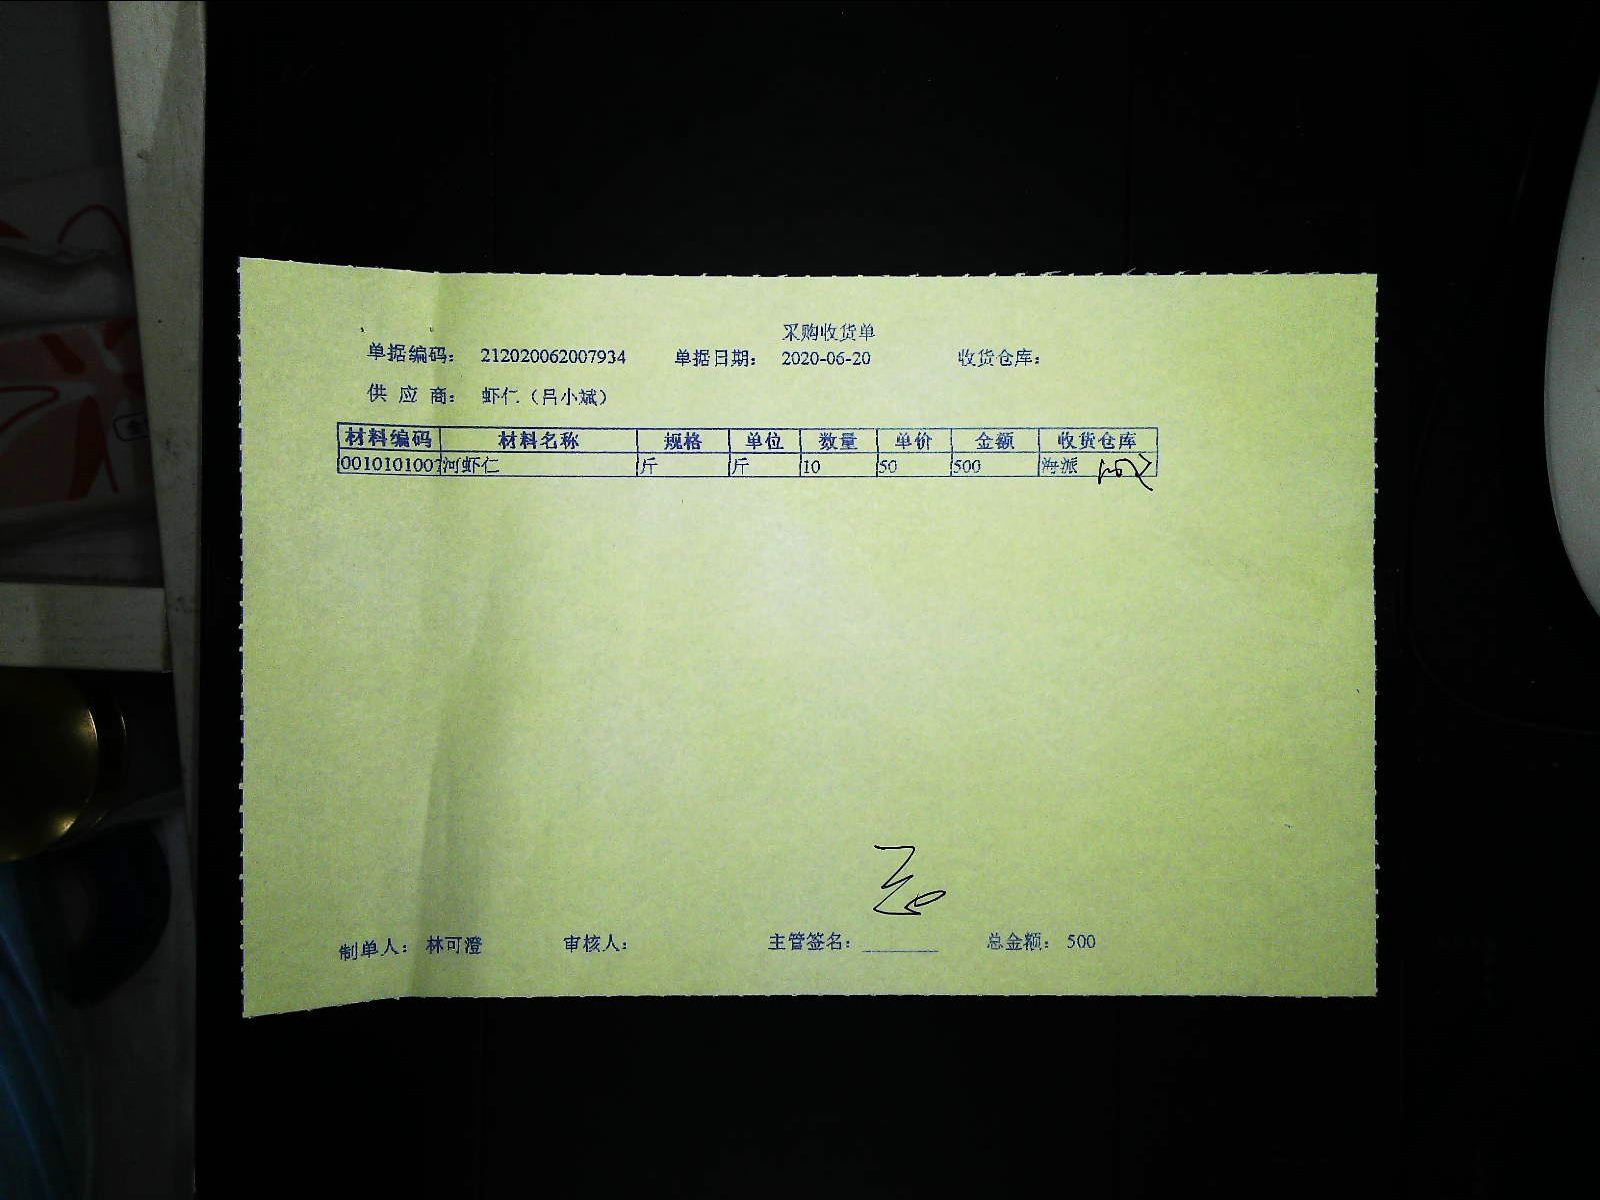 采购收货单
单据编码： 212020062007934 单据日期： 2020-06-20 收货仓库：
供 应 商： 虾仁（吕小斌）
材料编码 材料名称 规格 单位 数量 单价 金额 收货仓库
0010101007 河虾仁 斤 斤 10 50 500 海派
制单人： 林可澄 审核人： 主管签名： 总金额： 500